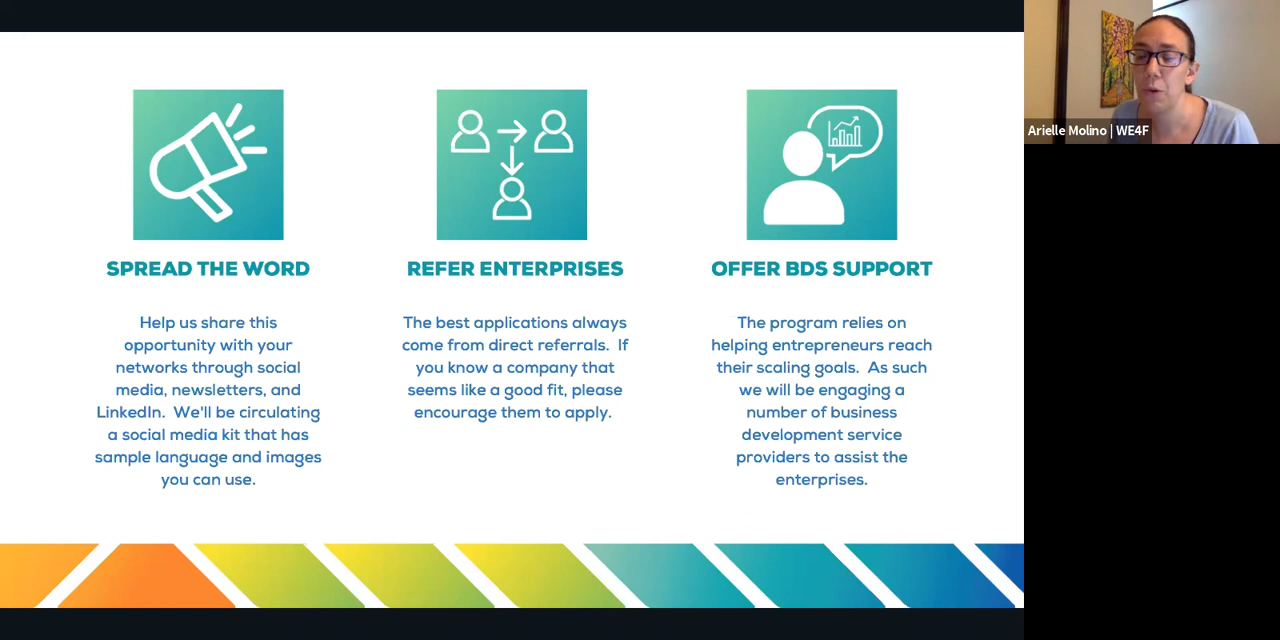 SPREAD THE WORD
Help us share this
opportunity with your
networks through social
media, newsletters, and
LinkedIn.  We'll be circulating
a social media kit that has
sample language and images
you can use.
REFER ENTERPRISES
The best applications always
come from direct referrals.  If
you know a company that
seems like a good fit, please
encourage them to apply.
OFFER BDS SUPPORT
The program relies on
helping entrepreneurs reach
their scaling goals.  As such
we will be engaging a
number of business
development service
providers to assist the
enterprises.
Arielle Molino | WE4F